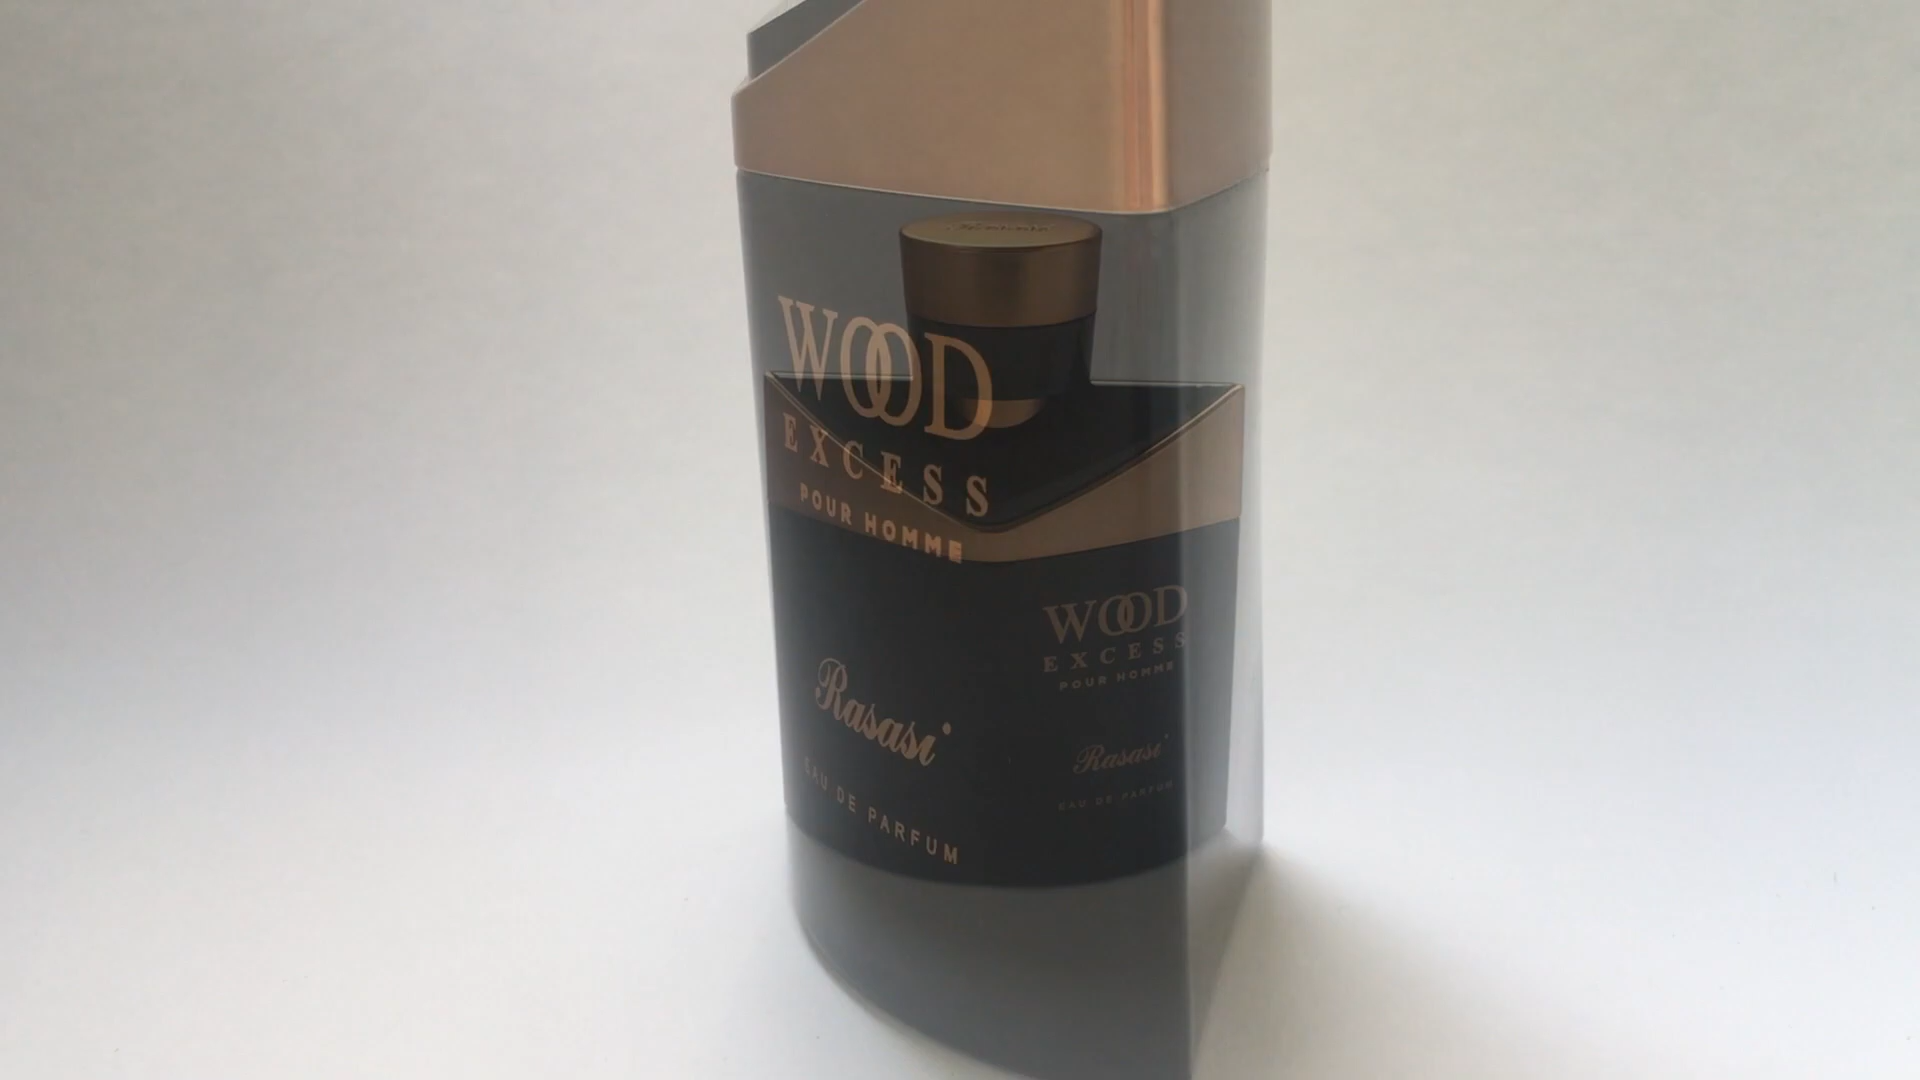 WOOD
EXCESS
POUR HOMME
Rasasi
EAU DE PARFUM
WOOD
EXCESS
POUR HOMME
Rasasi
EAU DE PARFUM